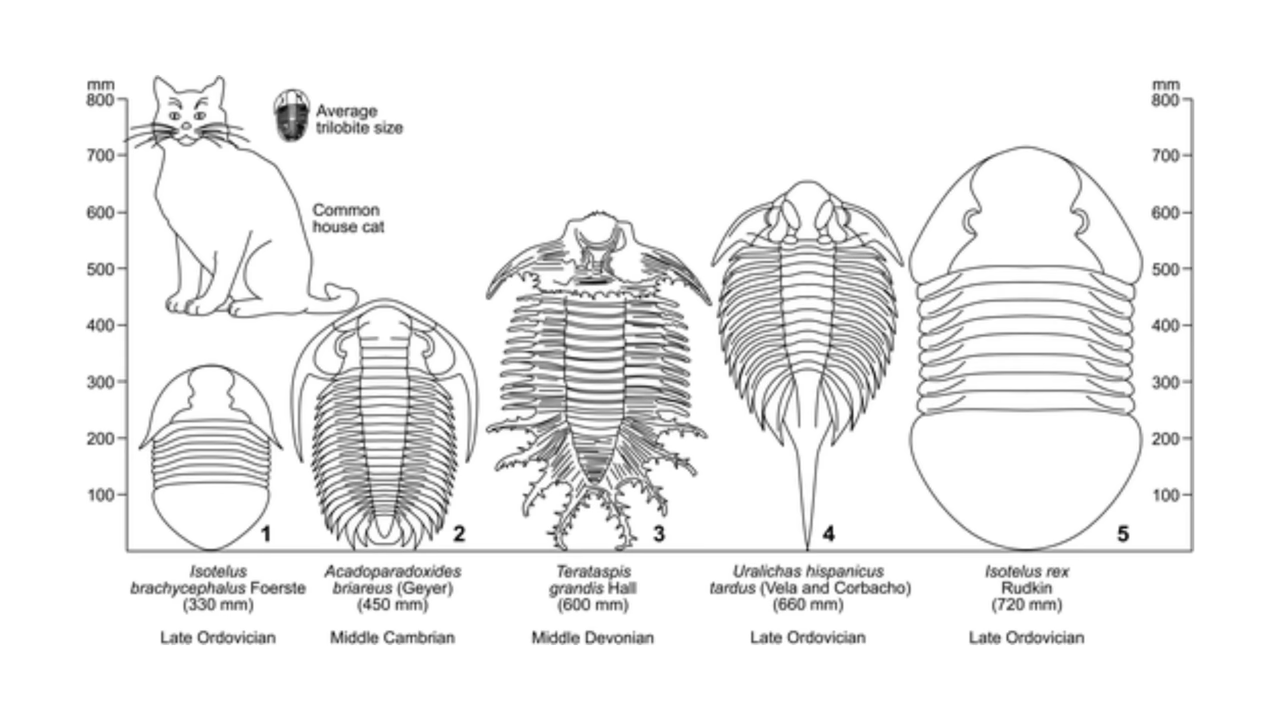 mm
800
700
600
500
400
300
200
100
Average
trilobite size
Common
house cat
mm
800
700
600
500
400
300
200
100
1
2
3
4
5
Isotelus
brachycephalus Foerste
(330 mm)
Late Ordovician
Acadoparadoxides
briareus (Geyer)
(450 mm)
Middle Cambrian
Terataspis
grandis Hall
(600 mm)
Middle Devonian
Uralichas hispanicus
tardus (Vela and Corbacho)
(660 mm)
Late Ordovician
Isotelus rex
Rudkin
(720 mm)
Late Ordovician